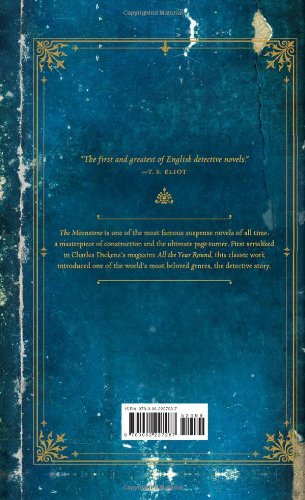 "The first and greatest of English detective novels."
—T. S. ELIOT
The Moonstone is one of the most famous suspense novels of all time:
a masterpiece of construction and the ultimate page-turner. First serialised
in Charles Dickens's magazine All the Year Round, this classic work
introduced one of the world's most beloved genres, the detective story.